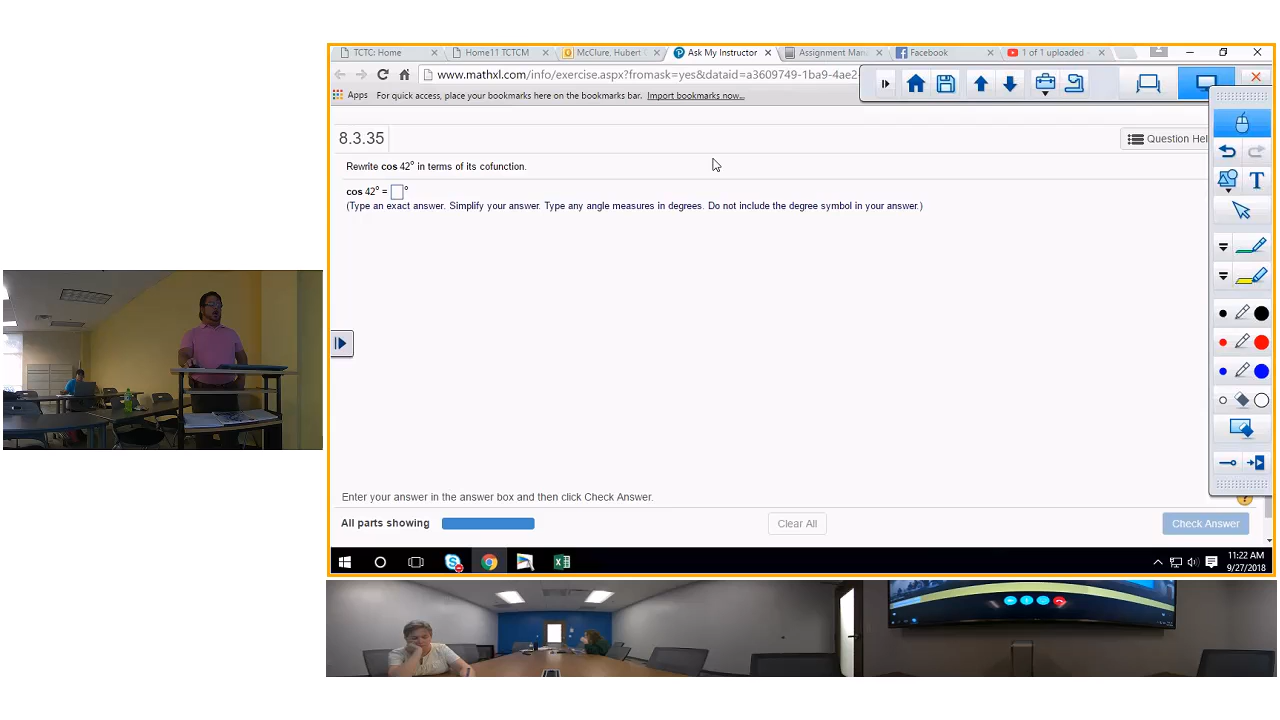 TCTC: Home
Home11 TCTCM
McClure, Hubert C
Ask My Instructor
Assignment Man
Facebook
1 of 1 uploaded -
www.mathxl.com/info/exercise.aspx?fromask=yes&dataid=a3609749-1ba9-4ae2
Apps For quick access, place your bookmarks here on the bookmarks bar. Import bookmarks now...
8.3.35
Question Hel
Rewrite cos 42° in terms of its cofunction.
cos 42° = °
(Type an exact answer. Simplify your answer. Type any angle measures in degrees. Do not include the degree symbol in your answer.)
Enter your answer in the answer box and then click Check Answer.
All parts showing
Clear All
Check Answer
11:22 AM
9/27/2018